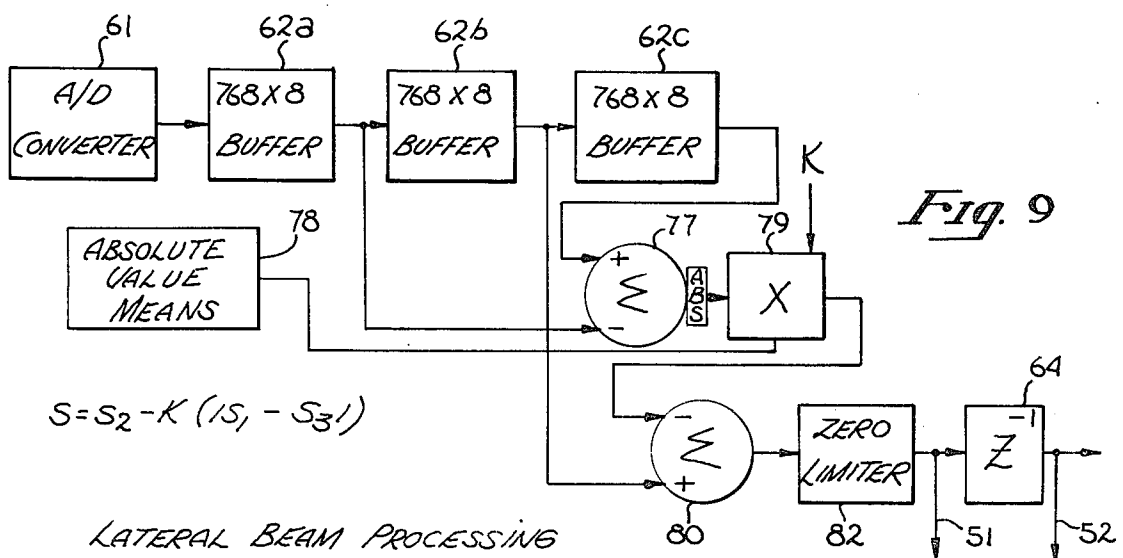 61
62a
62b
62c
A/D
CONVERTER
768 X 8
BUFFER
768 X 8
BUFFER
768 X 8
BUFFER
K
Fig. 9
78
77
79
ABSOLUTE
VALUE
MEANS
+
Σ
-
ABS
X
S=S₂-K (|S₁-S₃|)
64
-
Σ
+
ZERO
LIMITER
Z⁻¹
80
82
51
52
LATERAL BEAM PROCESSING